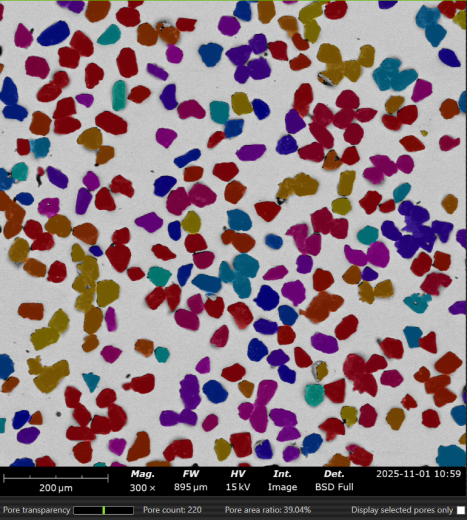 Mag. FW HV Int. Det. 2025-11-01 10:59
200 µm 300 × 895 µm 15 kV Image BSD Full
Pore transparency Pore count: 220 Pore area ratio: 39.04% Display selected pores only